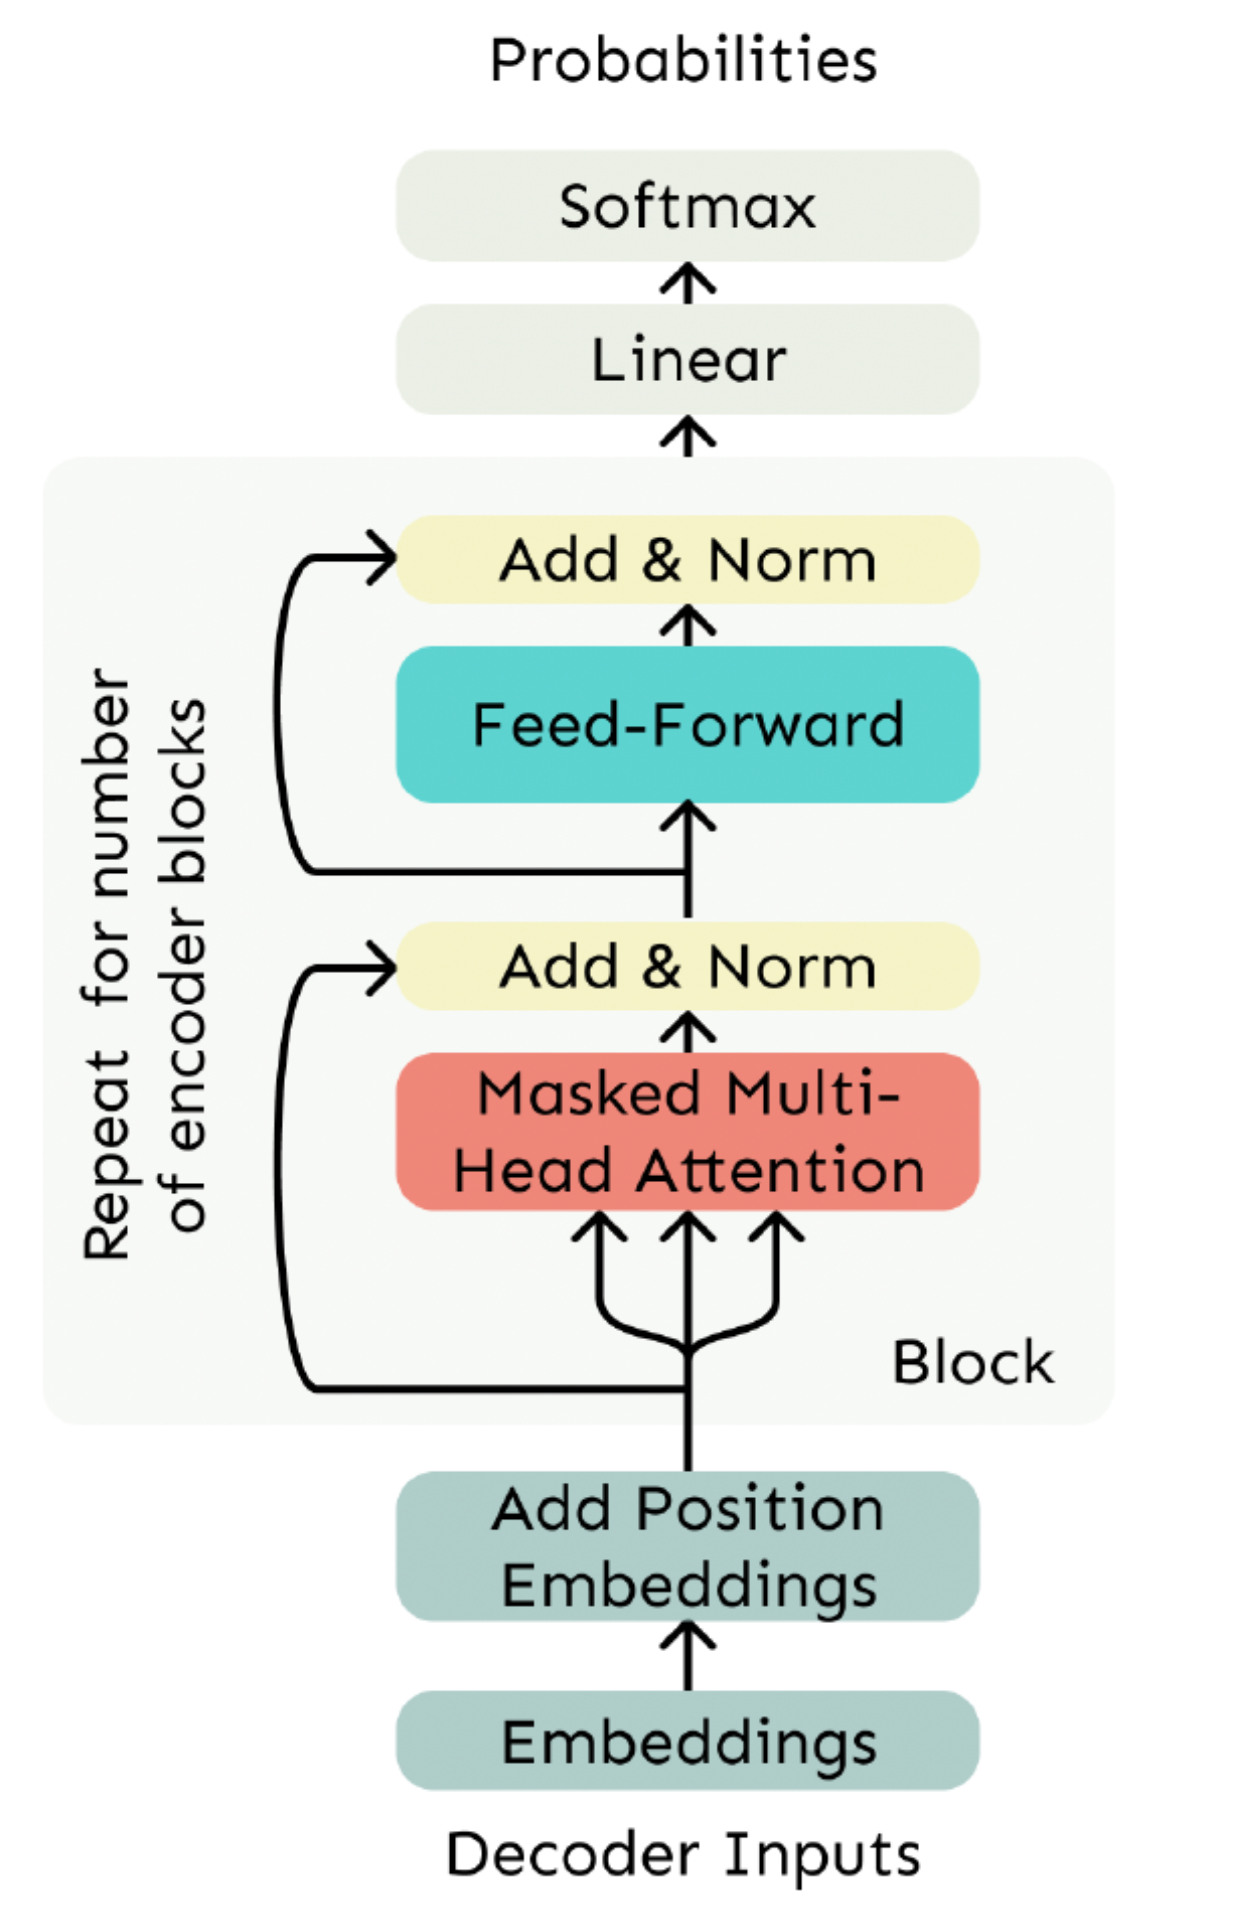 Probabilities
Softmax
Linear
Add & Norm
Feed-Forward
Add & Norm
Masked Multi-
Head Attention
Repeat for number
of encoder blocks
Block
Add Position
Embeddings
Embeddings
Decoder Inputs